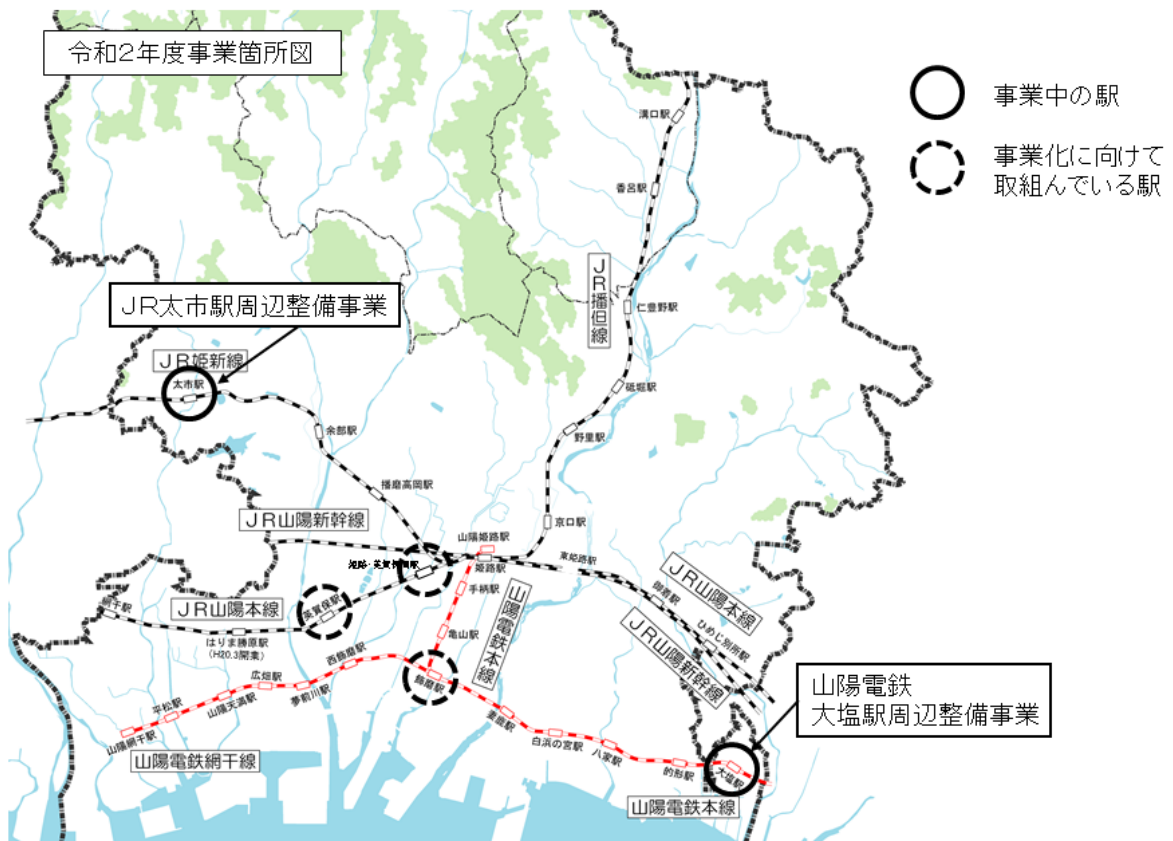 令和2年度事業箇所図
事業中の駅
事業化に向けて
取組んでいる駅
溝口駅
香呂駅
JR播但線
仁豊野駅
JR太市駅周辺整備事業
JR姫新線
太市駅
砥堀駅
余部駅
野里駅
播磨高岡駅
京口駅
JR山陽新幹線
山陽姫路駅
姫路・英賀保間駅
姫路駅
東姫路駅
手柄駅
御着駅
JR山陽本線
英賀保駅
網干駅
JR山陽本線
はりま勝原駅
(H20.3開業)
亀山駅
山陽電鉄本線
ひめじ別所駅
JR山陽新幹線
西飾磨駅
飾磨駅
広畑駅
夢前川駅
山陽天満駅
平松駅
山陽網干駅
山陽電鉄網干線
妻鹿駅
白浜の宮駅
八家駅
的形駅
大塩駅
山陽電鉄
大塩駅周辺整備事業
山陽電鉄本線